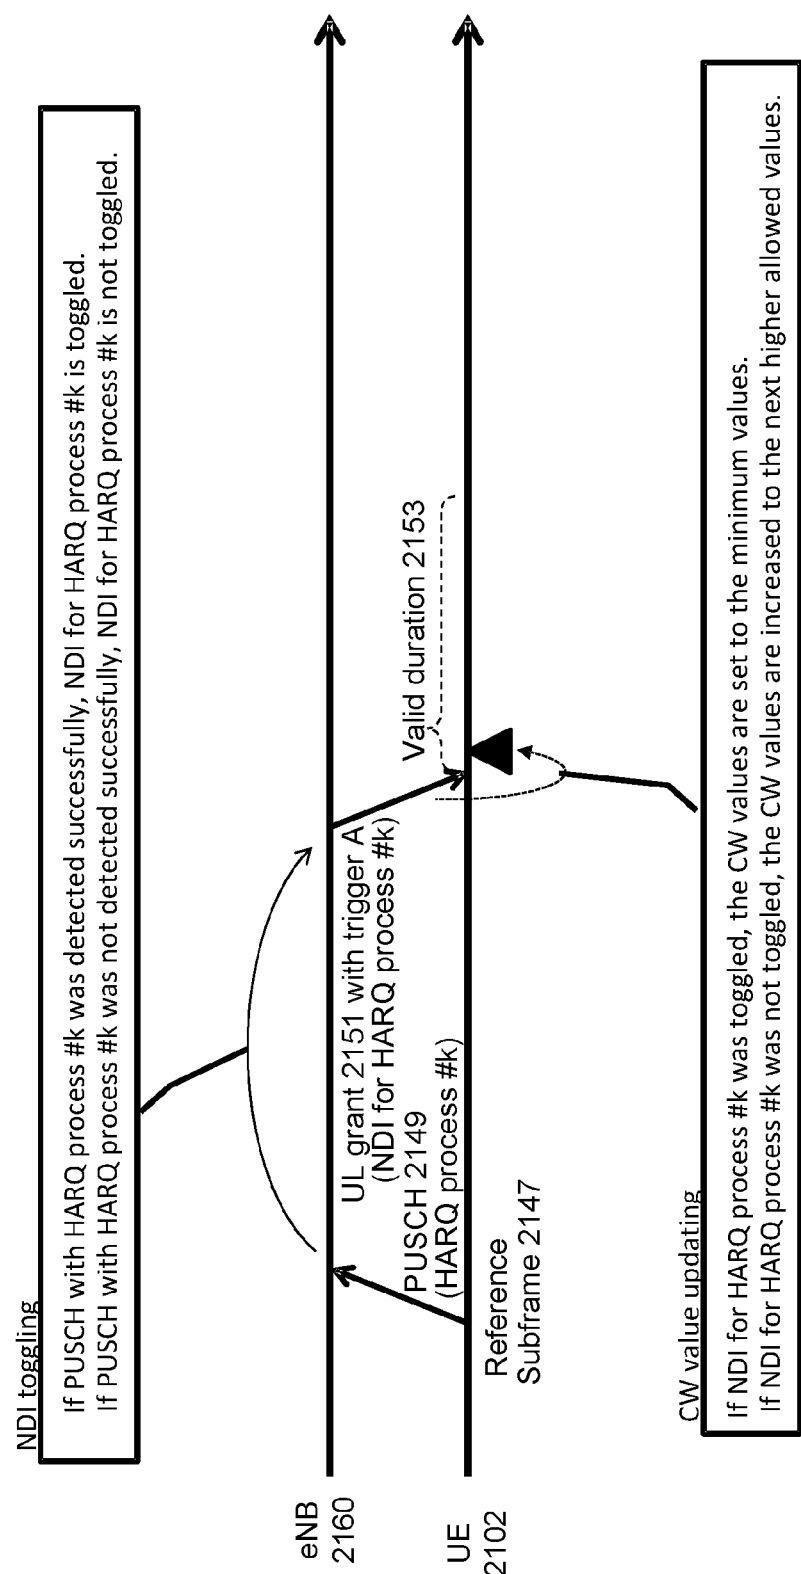 NDI toggling
If PUSCH with HARQ process #k was detected successfully, NDI for HARQ process #k is toggled.
If PUSCH with HARQ process #k was not detected successfully, NDI for HARQ process #k is not toggled.
eNB
2160
UL grant 2151 with trigger A
(NDI for HARQ process #k)
PUSCH 2149
(HARQ process #k)
Valid duration 2153
UE
2102
Reference
Subframe 2147
CW value updating
If NDI for HARQ process #k was toggled, the CW values are set to the minimum values.
If NDI for HARQ process #k was not toggled, the CW values are increased to the next higher allowed values.